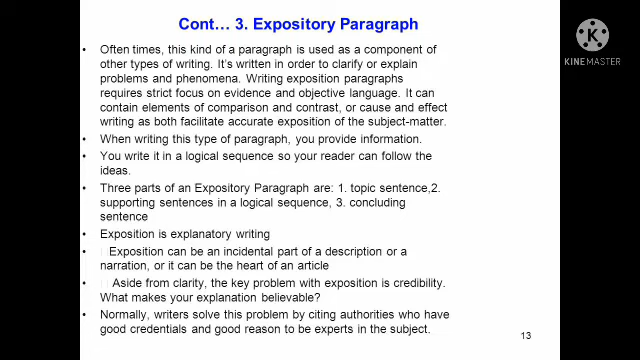 Cont… 3. Expository Paragraph
• Often times, this kind of a paragraph is used as a component of
other types of writing. It's written in order to clarify or explain
problems and phenomena. Writing exposition paragraphs
requires strict focus on evidence and objective language. It can
contain elements of comparison and contrast, or cause and effect
writing as both facilitate accurate exposition of the subject-matter.
• When writing this type of paragraph, you provide information.
• You write it in a logical sequence so your reader can follow the
ideas.
• Three parts of an Expository Paragraph are: 1. topic sentence,2.
supporting sentences in a logical sequence, 3. concluding
sentence
• Exposition is explanatory writing
• Exposition can be an incidental part of a description or a
narration, or it can be the heart of an article
• Aside from clarity, the key problem with exposition is credibility.
What makes your explanation believable?
• Normally, writers solve this problem by citing authorities who have
good credentials and good reason to be experts in the subject.
13
K
KINEMASTER